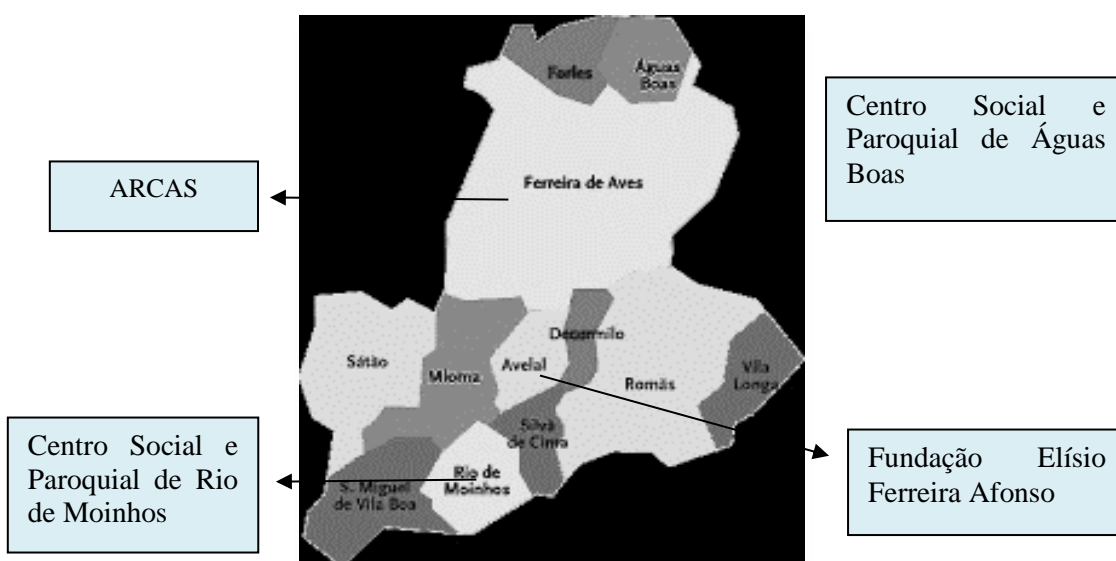 Forles
Águas
Boas
Centro Social e
Paroquial de Águas
Boas
ARCAS
Ferreira de Aves
Decermilo
Sátão
Mioma
Avelal
Romãs
Vila
Longa
Silvã
de Cima
Centro Social e
Paroquial de Rio
de Moinhos
Rio de
Moinhos
S. Miguel
de Vila Boa
Fundação Elísio
Ferreira Afonso